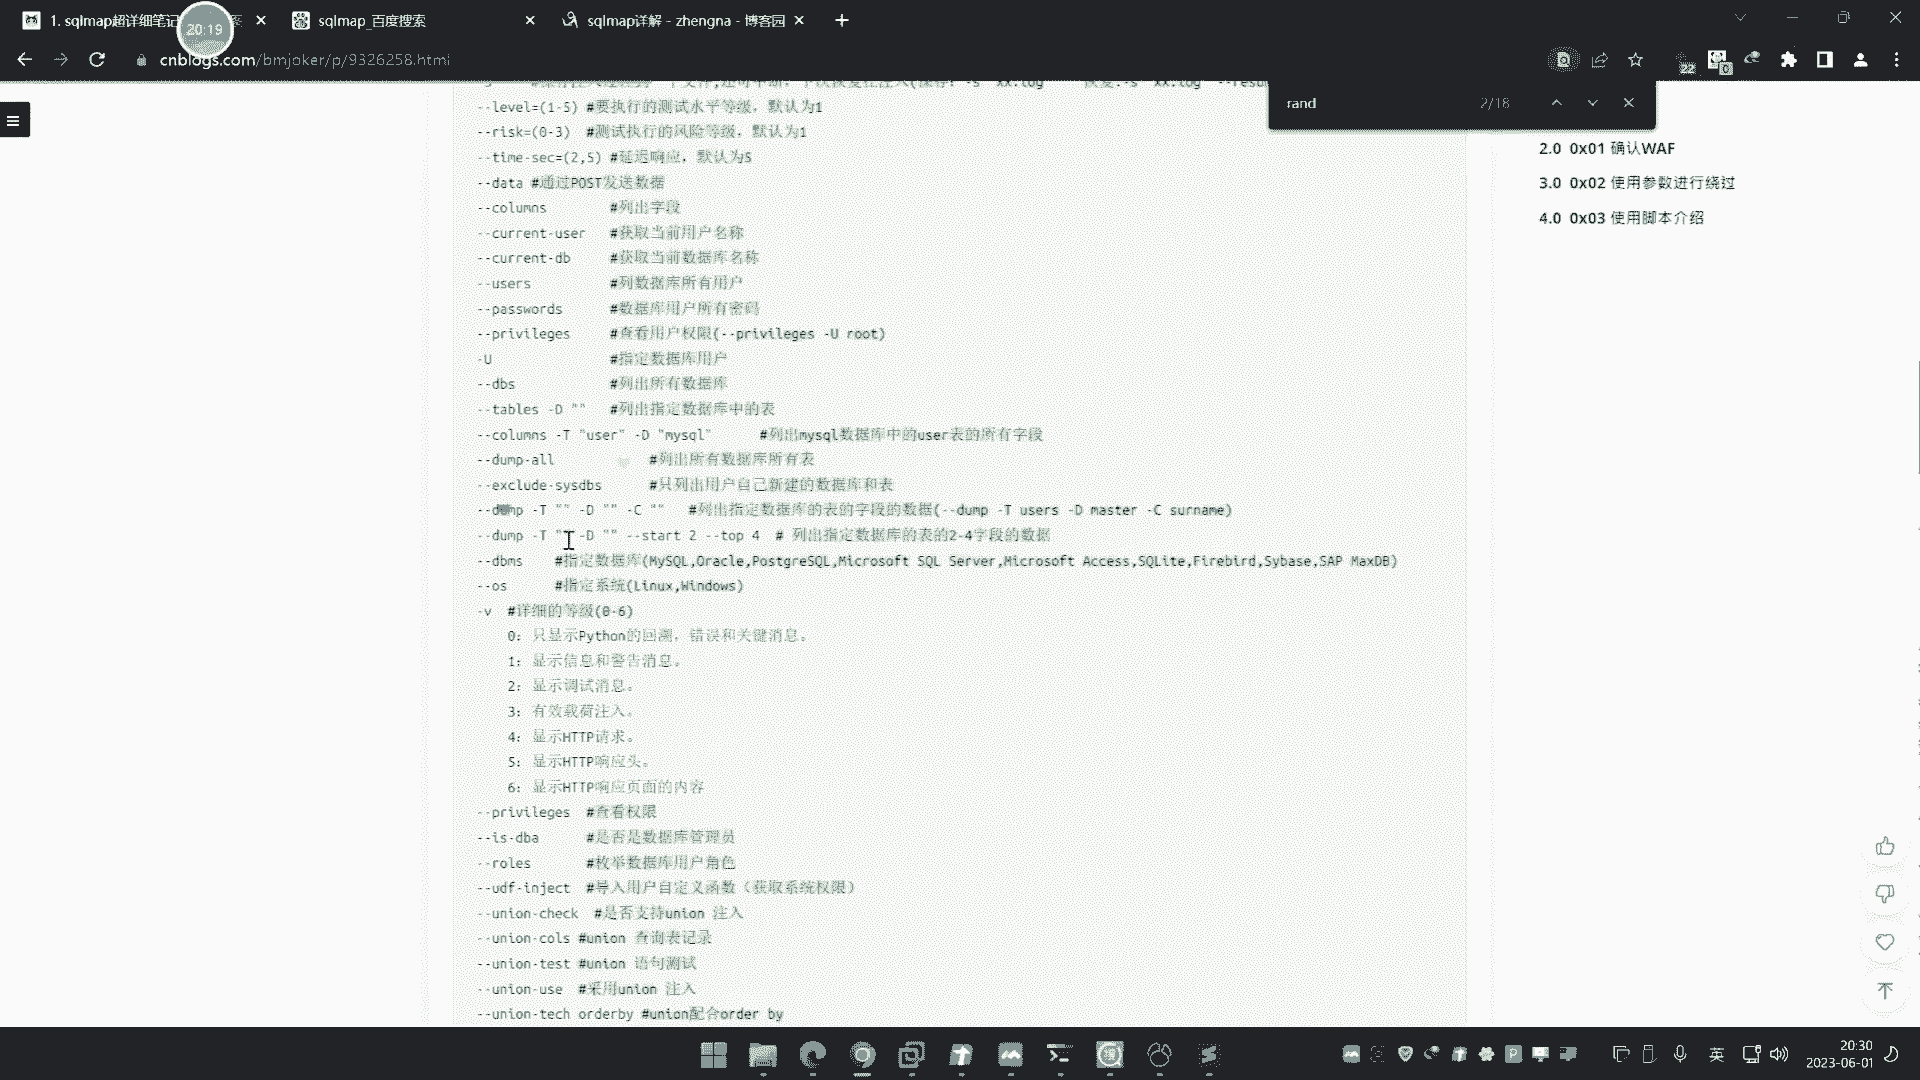 1. sqlmap超详细笔记
20:19
sqlmap_百度搜索
sqlmap详解 - zhengna - 博客园
cnblogs.com/bmjoker/p/9326258.html
22
0
rand 2/18
--level=(1-5) #要执行的测试水平等级，默认为1
--risk=(0-3) #测试执行的风险等级，默认为1
--time-sec=(2,5) #延迟响应，默认为5
--data #通过POST发送数据
--columns #列出字段
--current-user #获取当前用户名称
--current-db #获取当前数据库名称
--users #列数据库所有用户
--passwords #数据库用户所有密码
--privileges #查看用户权限(--privileges -U root)
-U #指定数据库用户
--dbs #列出所有数据库
--tables -D "" #列出指定数据库中的表
--columns -T "user" -D "mysql" #列出mysql数据库中的user表的所有字段
--dump-all #列出所有数据库所有表
--exclude-sysdbs #只列出用户自己新建的数据库和表
--dump -T "" -D "" -C "" #列出指定数据库的表的字段的数据(--dump -T users -D master -C surname)
--dump -T "" -D "" --start 2 --top 4 # 列出指定数据库的表的2-4字段的数据
--dbms #指定数据库(MySQL,Oracle,PostgreSQL,Microsoft SQL Server,Microsoft Access,SQLite,Firebird,Sybase,SAP MaxDB)
--os #指定系统(Linux,Windows)
-v #详细的等级(0-6)
0：只显示Python的回溯，错误和关键消息。
1：显示信息和警告消息。
2：显示调试消息。
3：有效载荷注入。
4：显示HTTP请求。
5：显示HTTP响应头。
6：显示HTTP响应页面的内容
--privileges #查看权限
--is-dba #是否是数据库管理员
--roles #枚举数据库用户角色
--udf-inject #导入用户自定义函数（获取系统权限）
--union-check #是否支持union 注入
--union-cols #union 查询表记录
--union-test #union 语句测试
--union-use #采用union 注入
--union-tech orderby #union配合order by
2.0 0x01 确认WAF
3.0 0x02 使用参数进行绕过
4.0 0x03 使用脚本介绍
英
20:30
2023-06-01